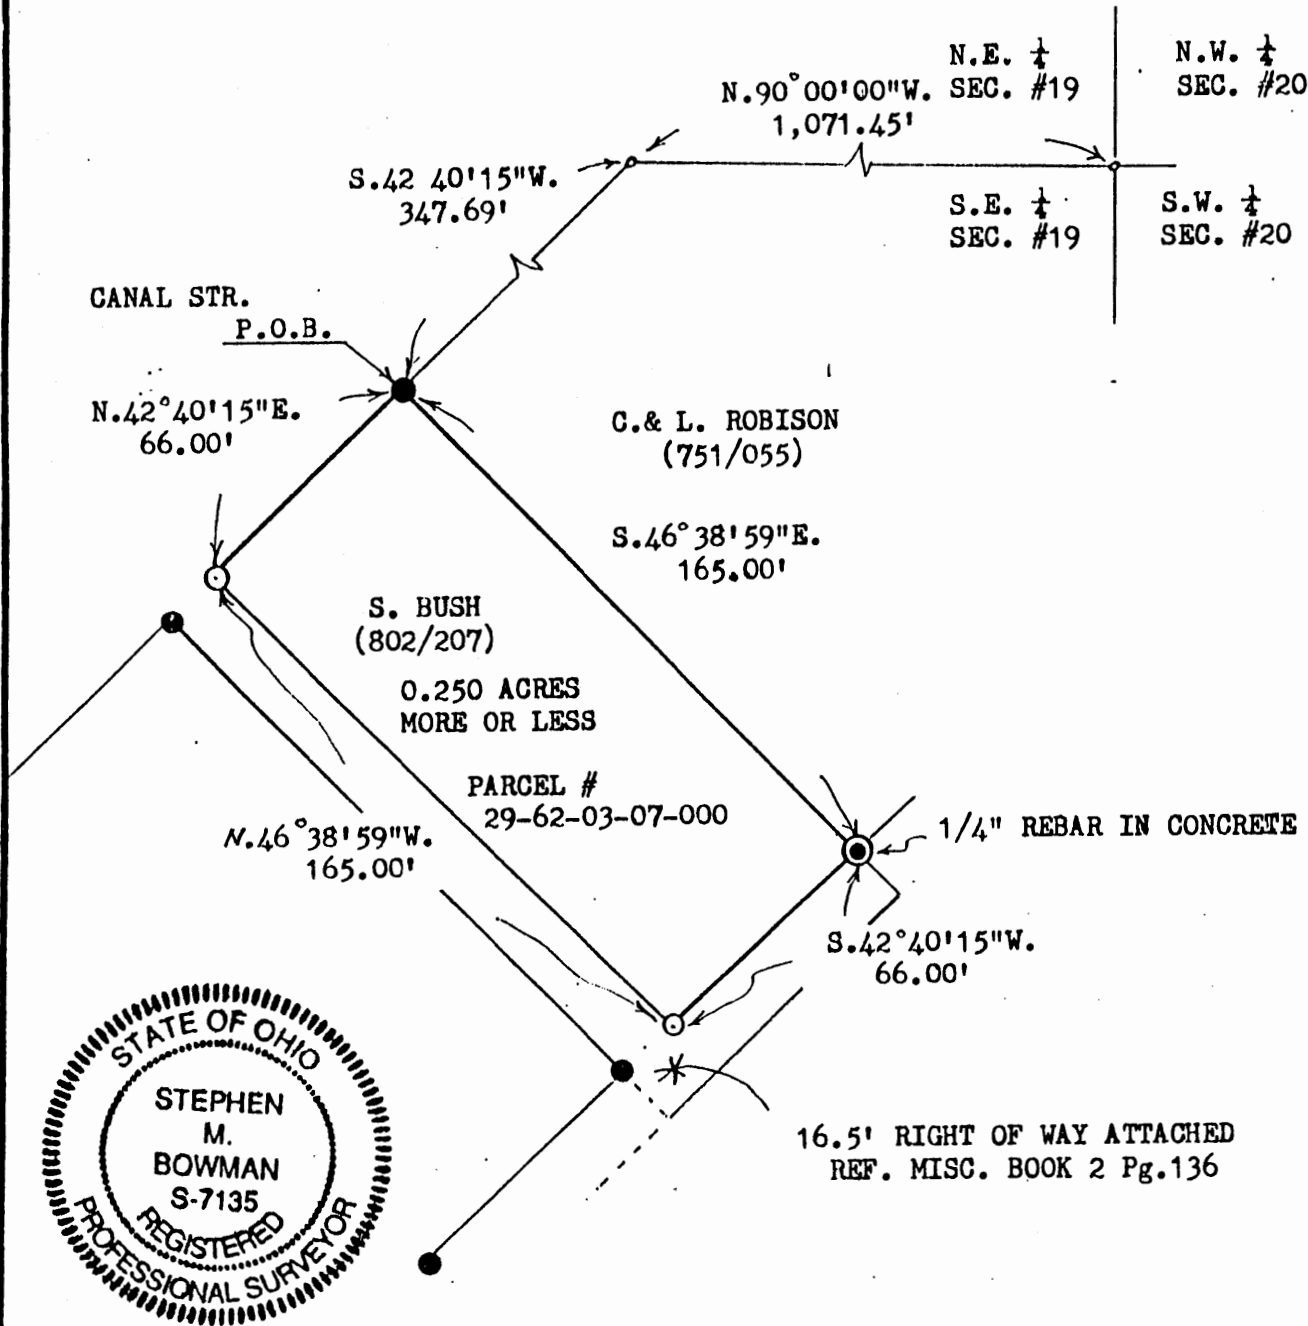 N.E. 1/4
SEC. #19
N.W. 1/4
SEC. #20
N.90°00'00"W.
1,071.45'
S.42 40'15"W.
347.69'
S.E. 1/4
SEC. #19
S.W. 1/4
SEC. #20
CANAL STR.
P.O.B.
N.42°40'15"E.
66.00'
C.& L. ROBISON
(751/055)
S.46°38'59"E.
165.00'
S. BUSH
(802/207)
0.250 ACRES
MORE OR LESS
PARCEL #
29-62-03-07-000
N.46°38'59"W.
165.00'
1/4" REBAR IN CONCRETE
S.42°40'15"W.
66.00'
16.5' RIGHT OF WAY ATTACHED
REF. MISC. BOOK 2 Pg.136
STATE OF OHIO
STEPHEN
M.
BOWMAN
S-7135
REGISTERED
PROFESSIONAL SURVEYOR